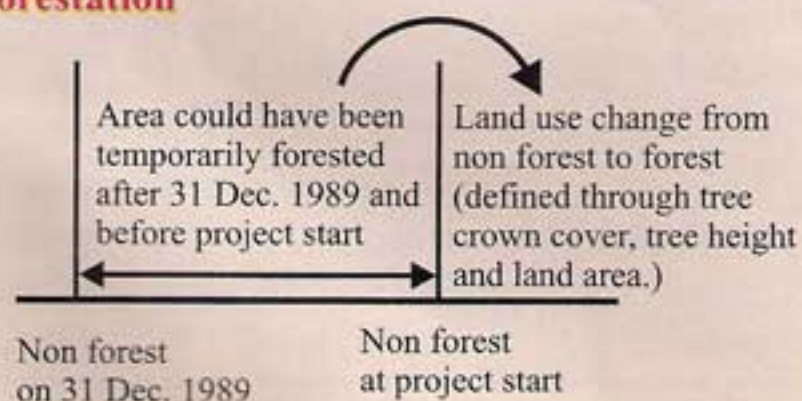 Area could have been
temporarily forested
after 31 Dec. 1989 and
before project start
Land use change from
non forest to forest
(defined through tree
crown cover, tree height
and land area.)
Non forest
on 31 Dec. 1989
Non forest
at project start